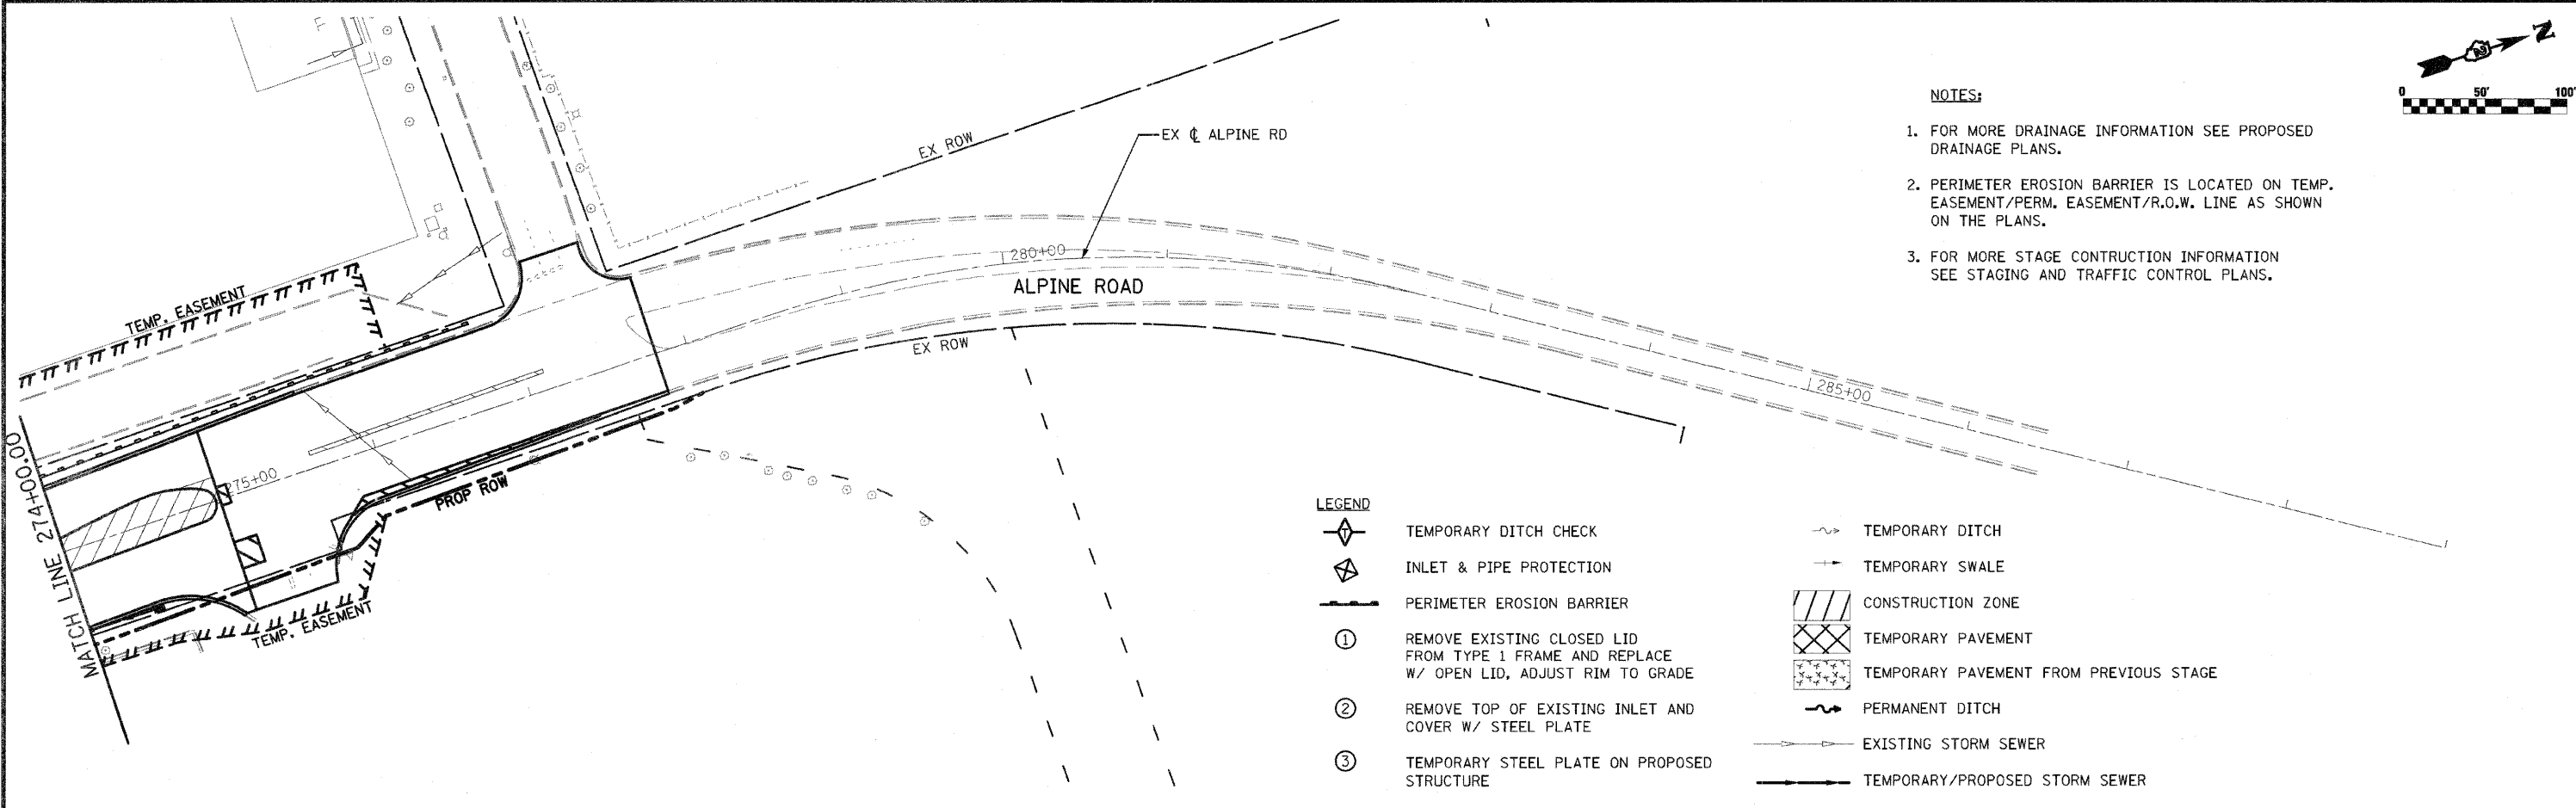 N
0 50' 100'
NOTES:
1. FOR MORE DRAINAGE INFORMATION SEE PROPOSED
DRAINAGE PLANS.
2. PERIMETER EROSION BARRIER IS LOCATED ON TEMP.
EASEMENT/PERM. EASEMENT/R.O.W. LINE AS SHOWN
ON THE PLANS.
3. FOR MORE STAGE CONTRUCTION INFORMATION
SEE STAGING AND TRAFFIC CONTROL PLANS.
EX ROW
EX ℄ ALPINE RD
280+00
ALPINE ROAD
EX ROW
285+00
TEMP. EASEMENT
275+00
PROP ROW
TEMP. EASEMENT
MATCH LINE 274+00.00
LEGEND
T TEMPORARY DITCH CHECK
INLET & PIPE PROTECTION
PERIMETER EROSION BARRIER
1 REMOVE EXISTING CLOSED LID
FROM TYPE 1 FRAME AND REPLACE
W/ OPEN LID, ADJUST RIM TO GRADE
2 REMOVE TOP OF EXISTING INLET AND
COVER W/ STEEL PLATE
3 TEMPORARY STEEL PLATE ON PROPOSED
STRUCTURE
TEMPORARY DITCH
TEMPORARY SWALE
CONSTRUCTION ZONE
TEMPORARY PAVEMENT
TEMPORARY PAVEMENT FROM PREVIOUS STAGE
PERMANENT DITCH
EXISTING STORM SEWER
TEMPORARY/PROPOSED STORM SEWER